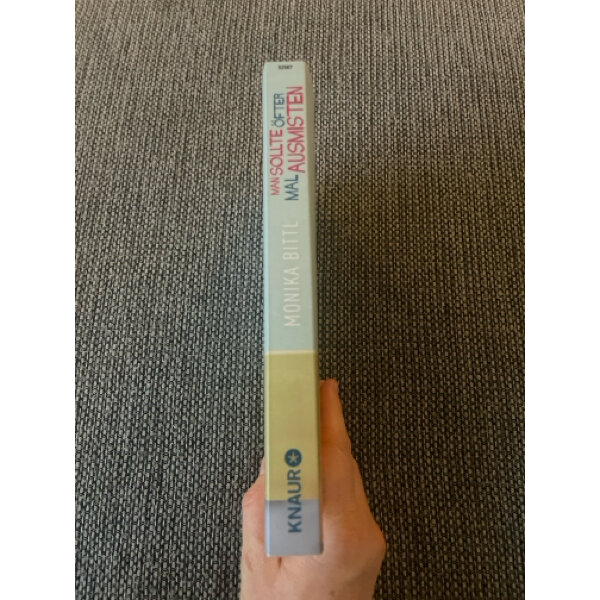 MAN SOLLTE ÖFTER
MAL AUSMISTEN
MONIKA BITTL
KNAUR